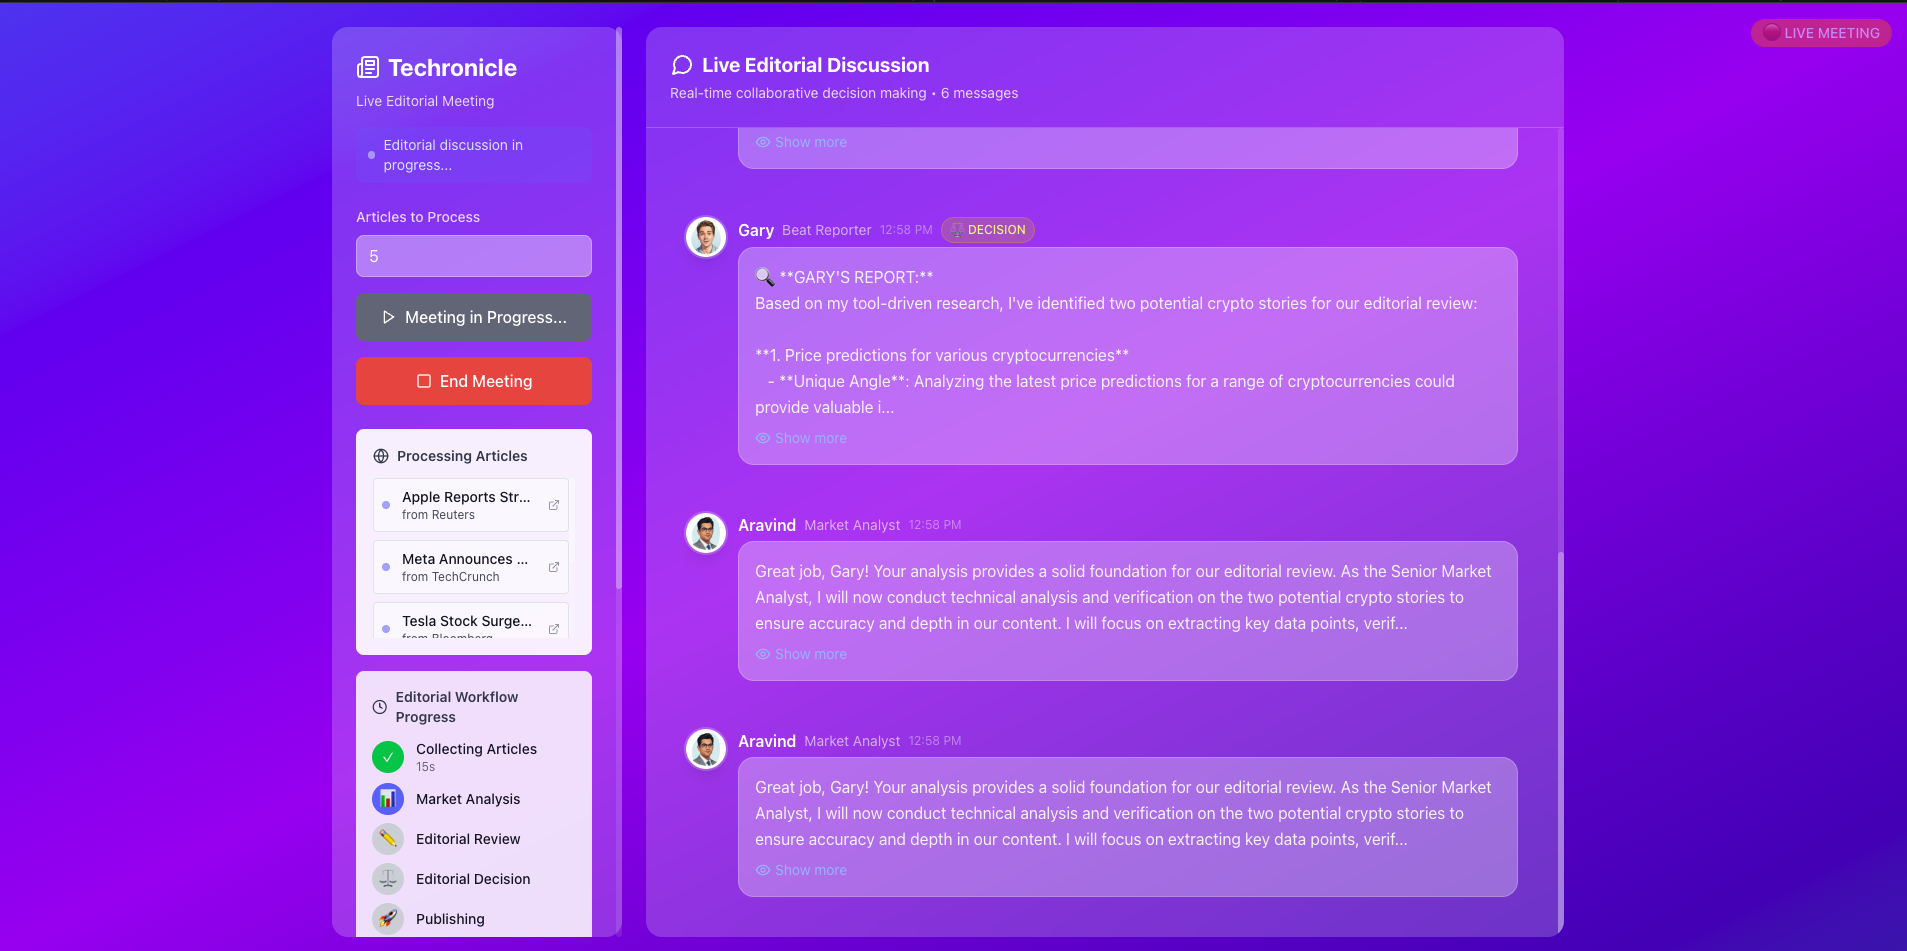 Techronicle
Live Editorial Meeting
Editorial discussion in
progress...
Articles to Process
5
Meeting in Progress...
End Meeting
Processing Articles
Apple Reports Str...
from Reuters
Meta Announces ...
from TechCrunch
Tesla Stock Surge...
from Bloomberg
Editorial Workflow
Progress
Collecting Articles
15s
Market Analysis
Editorial Review
Editorial Decision
Publishing
Live Editorial Discussion
Real-time collaborative decision making • 6 messages
Show more
Gary Beat Reporter 12:58 PM DECISION
🔍 **GARY'S REPORT:**
Based on my tool-driven research, I've identified two potential crypto stories for our editorial review:
**1. Price predictions for various cryptocurrencies**
- **Unique Angle**: Analyzing the latest price predictions for a range of cryptocurrencies could
provide valuable i...
Show more
Aravind Market Analyst 12:58 PM
Great job, Gary! Your analysis provides a solid foundation for our editorial review. As the Senior Market
Analyst, I will now conduct technical analysis and verification on the two potential crypto stories to
ensure accuracy and depth in our content. I will focus on extracting key data points, verif...
Show more
Aravind Market Analyst 12:58 PM
Great job, Gary! Your analysis provides a solid foundation for our editorial review. As the Senior Market
Analyst, I will now conduct technical analysis and verification on the two potential crypto stories to
ensure accuracy and depth in our content. I will focus on extracting key data points, verif...
Show more
LIVE MEETING